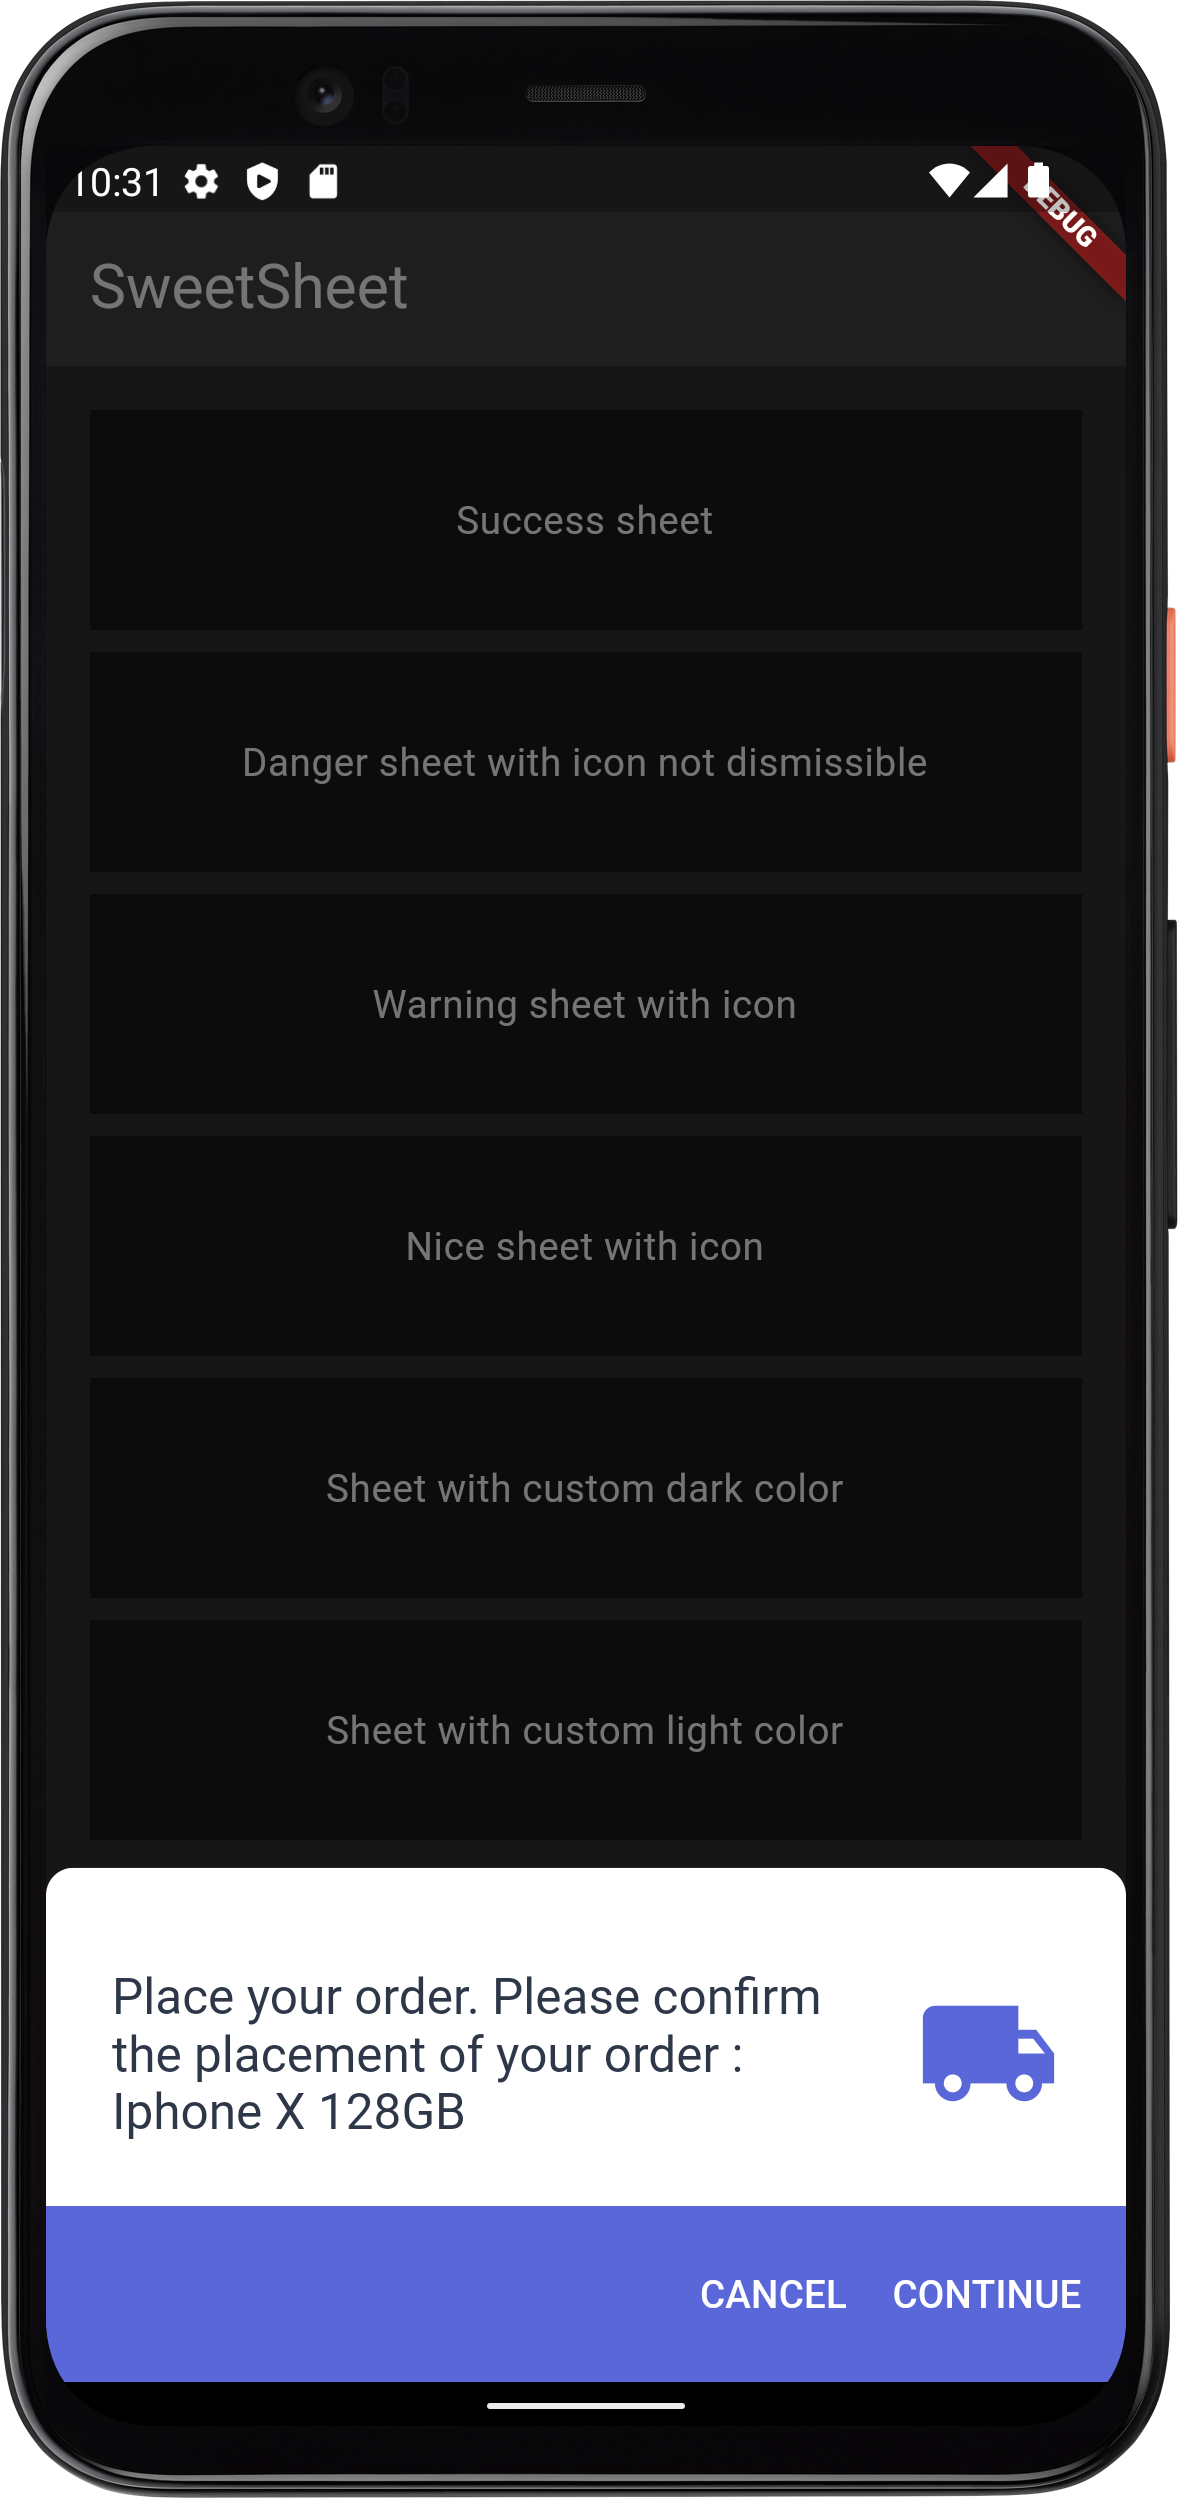 10:31
DEBUG
SweetSheet
Success sheet
Danger sheet with icon not dismissible
Warning sheet with icon
Nice sheet with icon
Sheet with custom dark color
Sheet with custom light color
Place your order. Please confirm
the placement of your order :
Iphone X 128GB
CANCEL CONTINUE